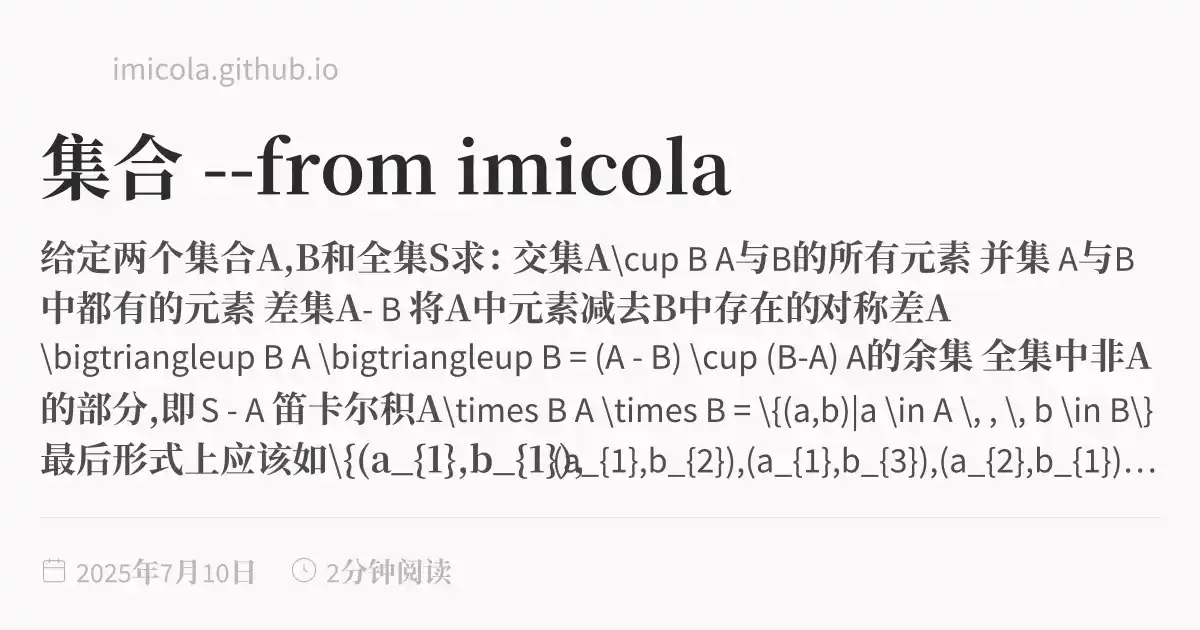 imicola.github.io
集合 --from imicola
给定两个集合A,B和全集S求：交集A\cup B A与B的所有元素 并集 A与B
中都有的元素 差集A- B 将A中元素减去B中存在的对称差A
\bigtriangleup B A \bigtriangleup B = (A - B) \cup (B-A) A的余集 全集中非A
的部分,即 S - A 笛卡尔积A\times B A \times B = \{(a,b)|a \in A \, , \, b \in B\}
最后形式上应该如\{(a_{1},b_{1}),(a_{1},b_{2}),(a_{1},b_{3}),(a_{2},b_{1})…
2025年7月10日
2分钟阅读